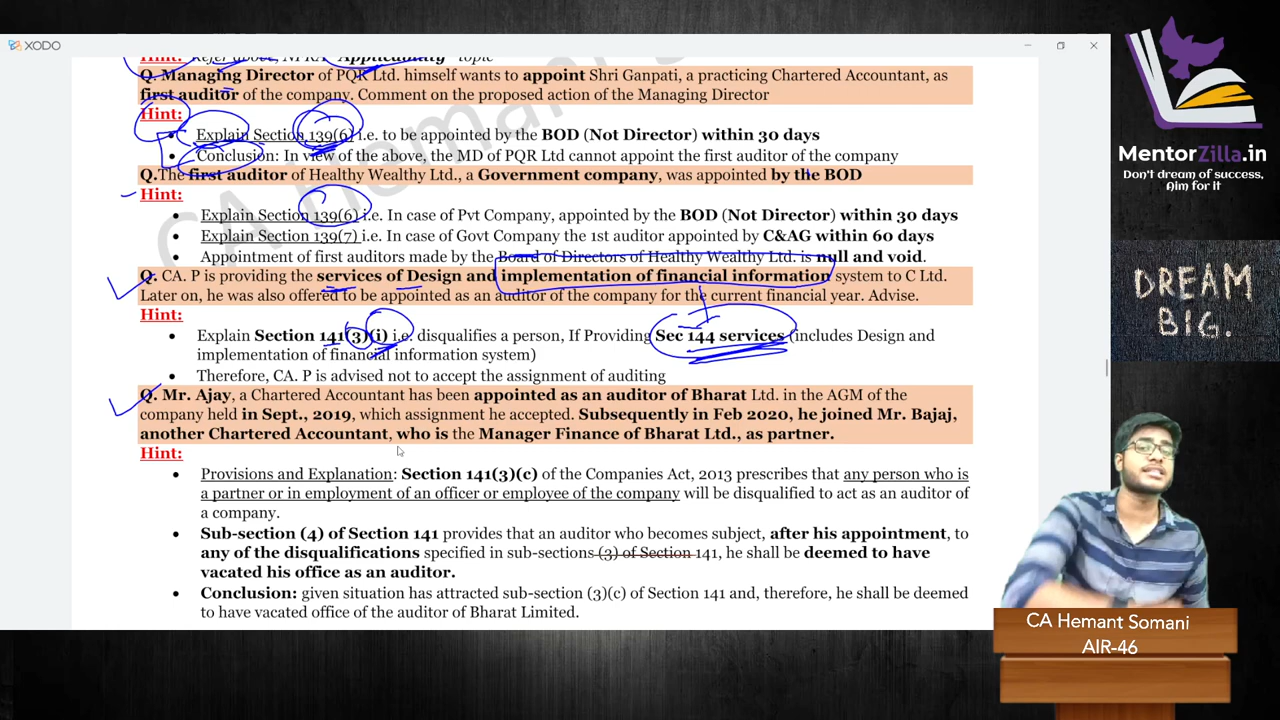 XODO
Hint: Refer above, NFRA "Applicability" topic
Q. Managing Director of PQR Ltd. himself wants to appoint Shri Ganpati, a practicing Chartered Accountant, as
first auditor of the company. Comment on the proposed action of the Managing Director
Hint:
• Explain Section 139(6) i.e. to be appointed by the BOD (Not Director) within 30 days
• Conclusion: In view of the above, the MD of PQR Ltd cannot appoint the first auditor of the company
Q.The first auditor of Healthy Wealthy Ltd., a Government company, was appointed by the BOD
Hint:
• Explain Section 139(6) i.e. In case of Pvt Company, appointed by the BOD (Not Director) within 30 days
• Explain Section 139(7) i.e. In case of Govt Company the 1st auditor appointed by C&AG within 60 days
• Appointment of first auditors made by the Board of Directors of Healthy Wealthy Ltd. is null and void.
Q. CA. P is providing the services of Design and implementation of financial information system to C Ltd.
Later on, he was also offered to be appointed as an auditor of the company for the current financial year. Advise.
Hint:
• Explain Section 141(3)(i) i.e. disqualifies a person, If Providing Sec 144 services (includes Design and
implementation of financial information system)
• Therefore, CA. P is advised not to accept the assignment of auditing
Q. Mr. Ajay, a Chartered Accountant has been appointed as an auditor of Bharat Ltd. in the AGM of the
company held in Sept., 2019, which assignment he accepted. Subsequently in Feb 2020, he joined Mr. Bajaj,
another Chartered Accountant, who is the Manager Finance of Bharat Ltd., as partner.
Hint:
• Provisions and Explanation: Section 141(3)(c) of the Companies Act, 2013 prescribes that any person who is
a partner or in employment of an officer or employee of the company will be disqualified to act as an auditor of
a company.
• Sub-section (4) of Section 141 provides that an auditor who becomes subject, after his appointment, to
any of the disqualifications specified in sub-sections (3) of Section 141, he shall be deemed to have
vacated his office as an auditor.
• Conclusion: given situation has attracted sub-section (3)(c) of Section 141 and, therefore, he shall be deemed
to have vacated office of the auditor of Bharat Limited.
MentorZilla.in
Don't dream of success,
Aim for it
DREAM
BIG.
CA Hemant Somani
AIR-46